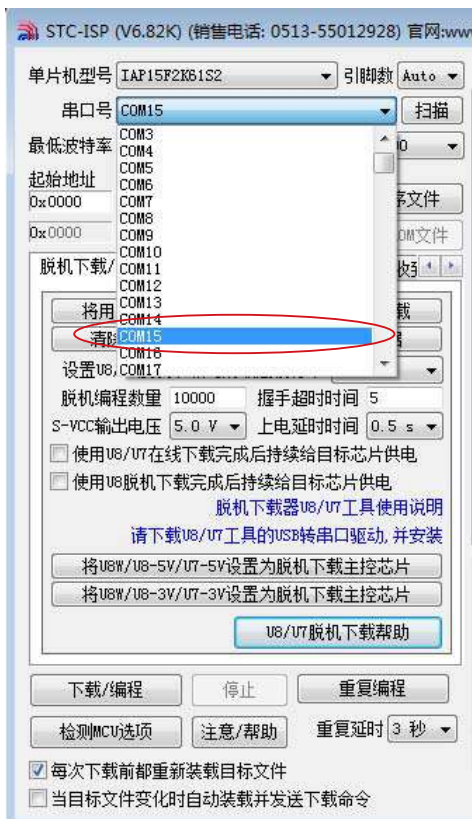 STC-ISP (V6.82K) (销售电话: 0513-55012928) 官网:www
单片机型号 IAP15F2K61S2 引脚数 Auto
串口号 COM15 扫描
最低波特率
COM3
COM4
起始地址
COM5
0x0000
COM6
COM7
序文件
COM8
0x0000
COM9
OM文件
COM10
脱机下载/
COM11
COM12
将用
COM13
载
COM14
清除
COM15
COM16
设置U8,
COM17
脱机编程数量 10000 握手超时时间 5
S-VCC输出电压 5.0 V 上电延时时间 0.5 s
使用U8/U7在线下载完成后持续给目标芯片供电
使用U8脱机下载完成后持续给目标芯片供电
脱机下载器U8/U7工具使用说明
请下载U8/U7工具的USB转串口驱动,并安装
将U8W/U8-5V/U7-5V设置为脱机下载主控芯片
将U8W/U8-3V/U7-3V设置为脱机下载主控芯片
U8/U7脱机下载帮助
下载/编程 停止 重复编程
检测MCU选项 注意/帮助 重复延时 3 秒
每次下载前都重新装载目标文件
当目标文件变化时自动装载并发送下载命令